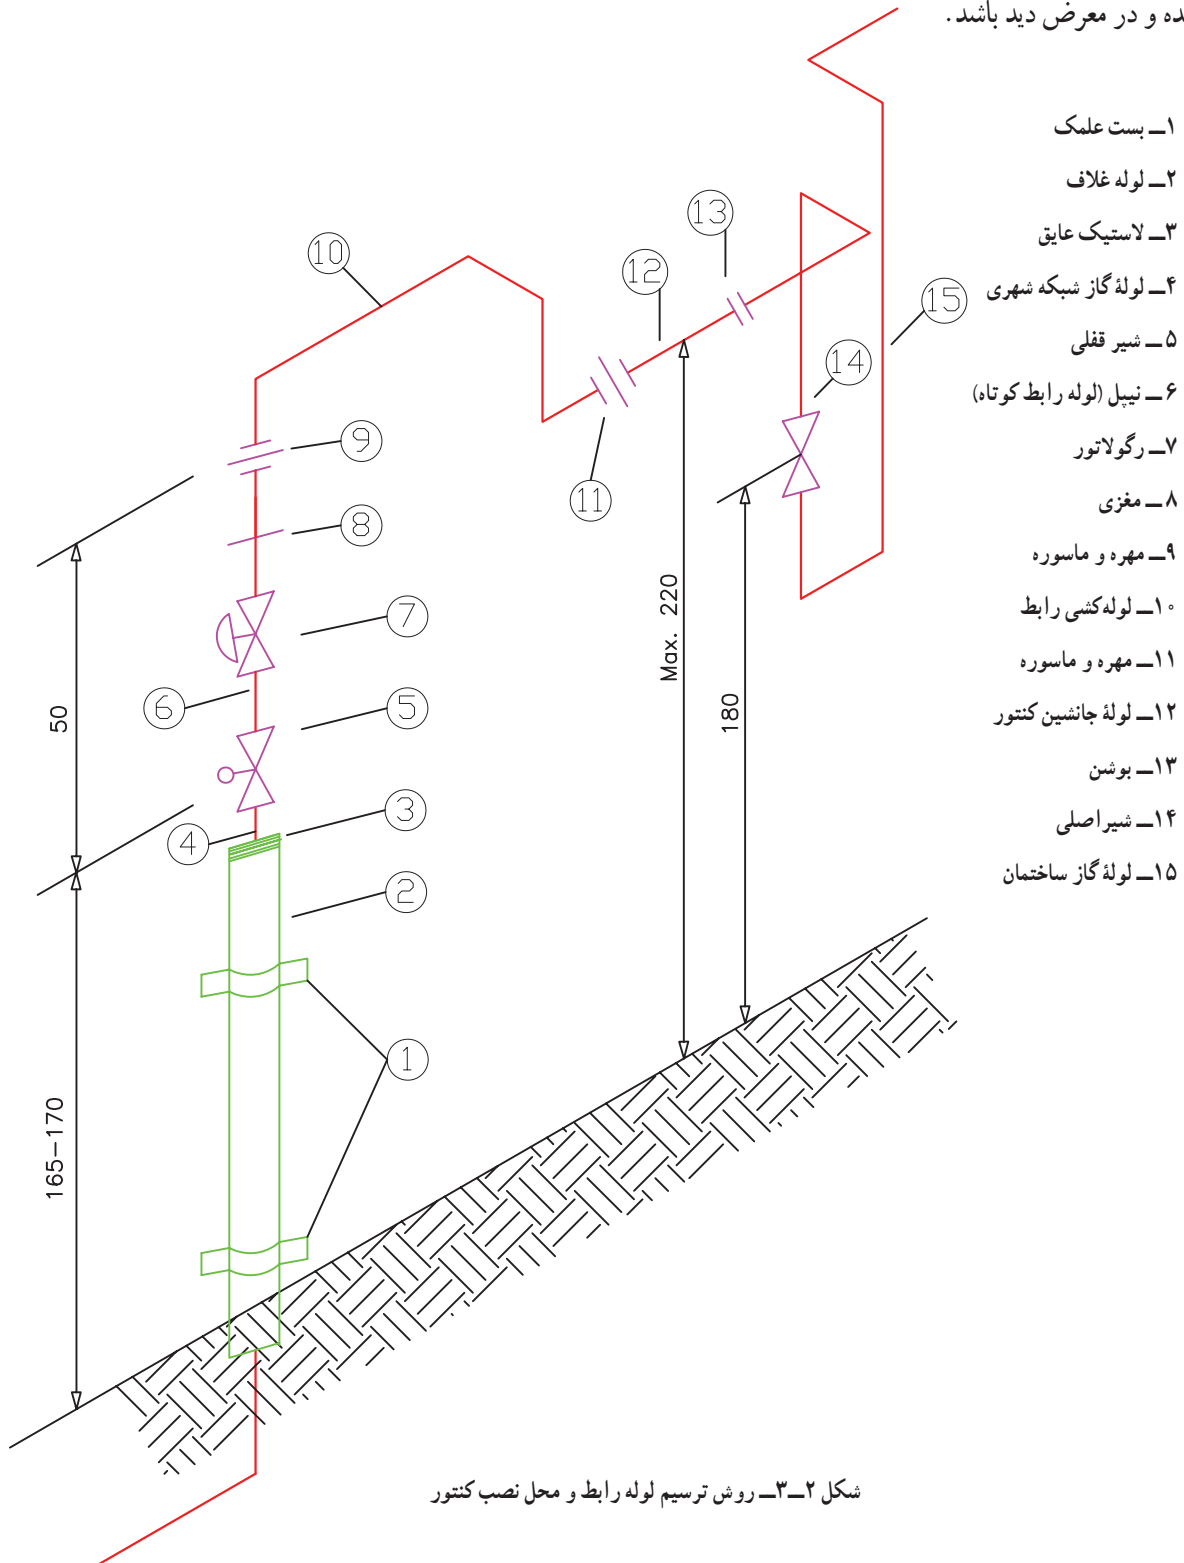 ده و در معرض دید باشد.
۱ــ بست علمک
۲ــ لوله غلاف
۳ــ لاستیک عایق
۴ــ لولۀ گاز شبکه شهری
۵ــ شیر قفلی
۶ــ نیپل (لوله رابط کوتاه)
۷ــ رگولاتور
۸ــ مغزی
۹ــ مهره و ماسوره
۱۰ــ لوله‌کشی رابط
۱۱ــ مهره و ماسوره
۱۲ــ لولۀ جانشین کنتور
۱۳ــ بوشن
۱۴ــ شیر اصلی
۱۵ــ لولۀ گاز ساختمان
13
10
12
15
14
9
11
8
7
6
5
3
4
2
1
50
165–170
Max. 220
180
شکل ۲ــ۳ــ روش ترسیم لوله رابط و محل نصب کنتور